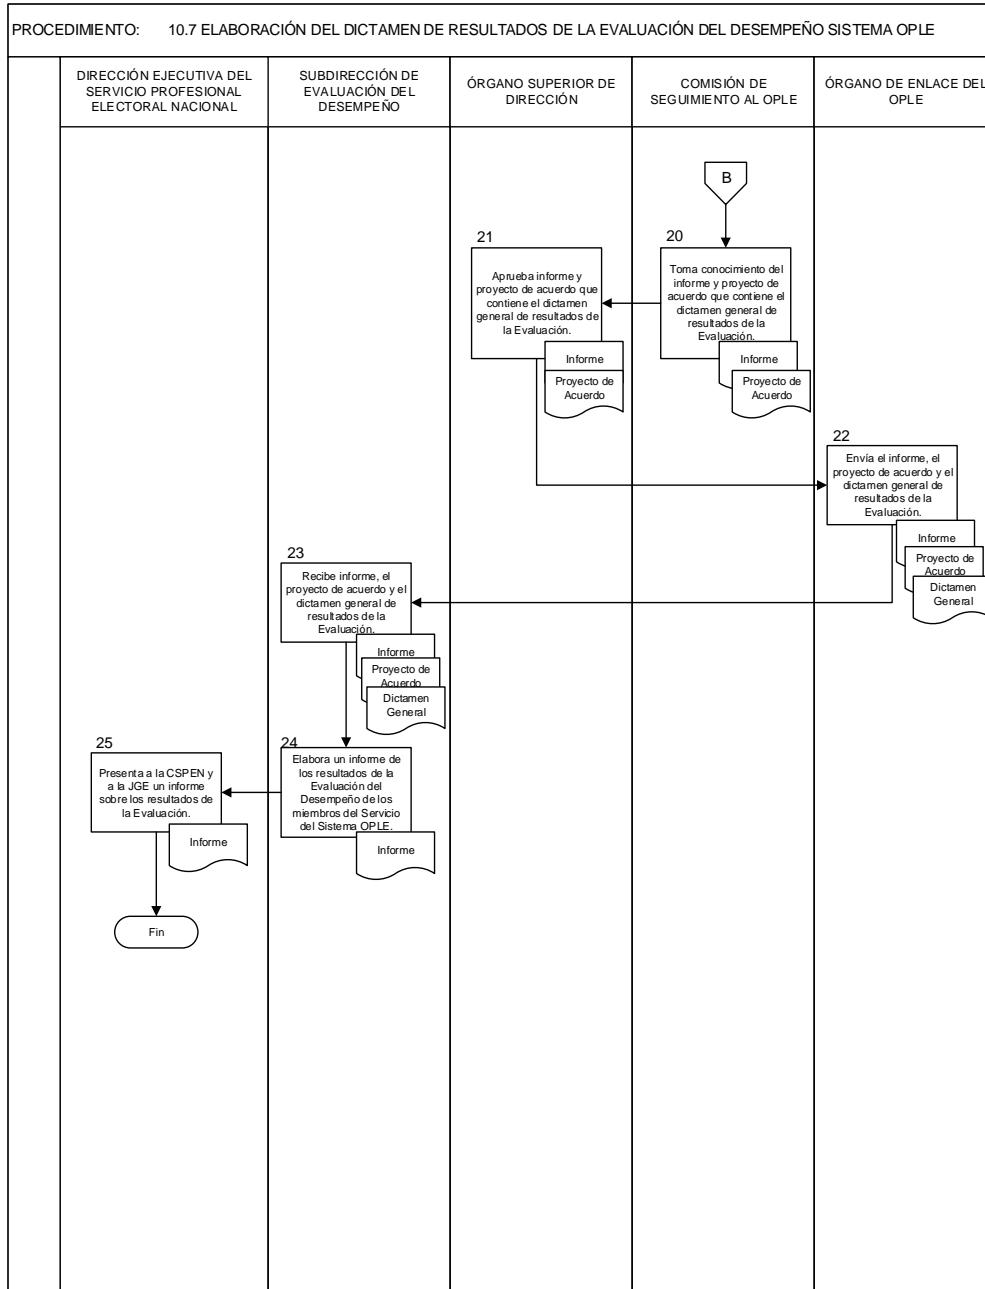 PROCEDIMIENTO: 10.7 ELABORACIÓN DEL DICTAMEN DE RESULTADOS DE LA EVALUACIÓN DEL DESEMPEÑO SISTEMA OPLE
DIRECCIÓN EJECUTIVA DEL
SERVICIO PROFESIONAL
ELECTORAL NACIONAL
SUBDIRECCIÓN DE
EVALUACIÓN DEL
DESEMPEÑO
ÓRGANO SUPERIOR DE
DIRECCIÓN
COMISIÓN DE
SEGUIMIENTO AL OPLE
ÓRGANO DE ENLACE DEL
OPLE
B
20
Toma conocimiento del
informe y proyecto de
acuerdo que contiene el
dictamen general de
resultados de la
Evaluación.
Informe
Proyecto de
Acuerdo
21
Aprueba informe y
proyecto de acuerdo que
contiene el dictamen
general de resultados de
la Evaluación.
Informe
Proyecto de
Acuerdo
22
Envía el informe, el
proyecto de acuerdo y el
dictamen general de
resultados de la
Evaluación.
Informe
Proyecto de
Acuerdo
Dictamen
General
23
Recibe informe, el
proyecto de acuerdo y el
dictamen general de
resultados de la
Evaluación.
Informe
Proyecto de
Acuerdo
Dictamen
General
24
Elabora un informe de
los resultados de la
Evaluación del
Desempeño de los
miembros del Servicio
del Sistema OPLE.
Informe
25
Presenta a la CSPEN y
a la JGE un informe
sobre los resultados de
la Evaluación.
Informe
Fin